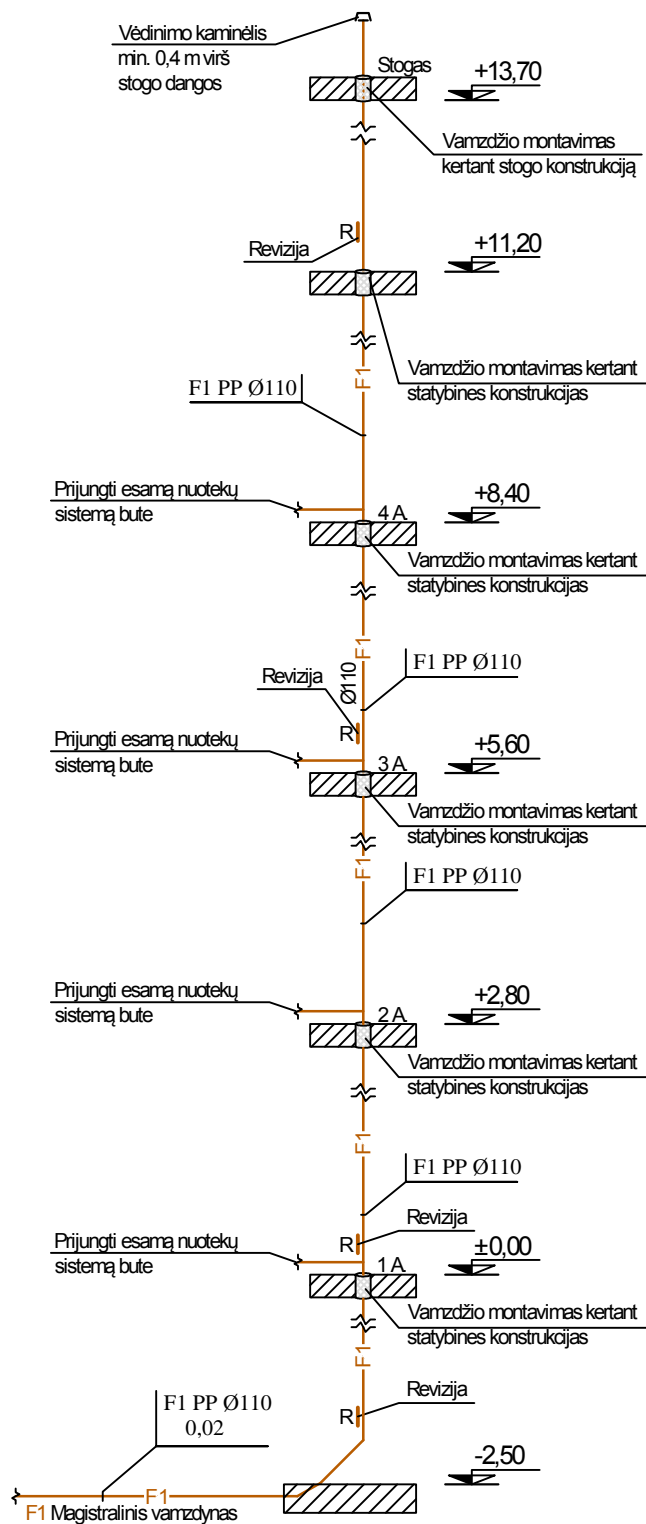 Vėdinimo kaminėlis
min. 0,4 m virš
stogo dangos
Stogas
+13,70
Vamzdžio montavimas
kertant stogo konstrukciją
R
Revizija
+11,20
Vamzdžio montavimas kertant
statybines konstrukcijas
F1
F1 PP Ø110
Prijungti esamą nuotekų
sistemą bute
4 A.
+8,40
Vamzdžio montavimas kertant
statybines konstrukcijas
F1
F1 PP Ø110
Ø110
Revizija
R
Prijungti esamą nuotekų
sistemą bute
3 A.
+5,60
Vamzdžio montavimas kertant
statybines konstrukcijas
F1
F1 PP Ø110
Prijungti esamą nuotekų
sistemą bute
2 A.
+2,80
Vamzdžio montavimas kertant
statybines konstrukcijas
F1
F1 PP Ø110
Revizija
R
Prijungti esamą nuotekų
sistemą bute
1 A.
±0,00
Vamzdžio montavimas kertant
statybines konstrukcijas
F1
Revizija
R
F1 PP Ø110
0,02
-2,50
F1
F1 Magistralinis vamzdynas